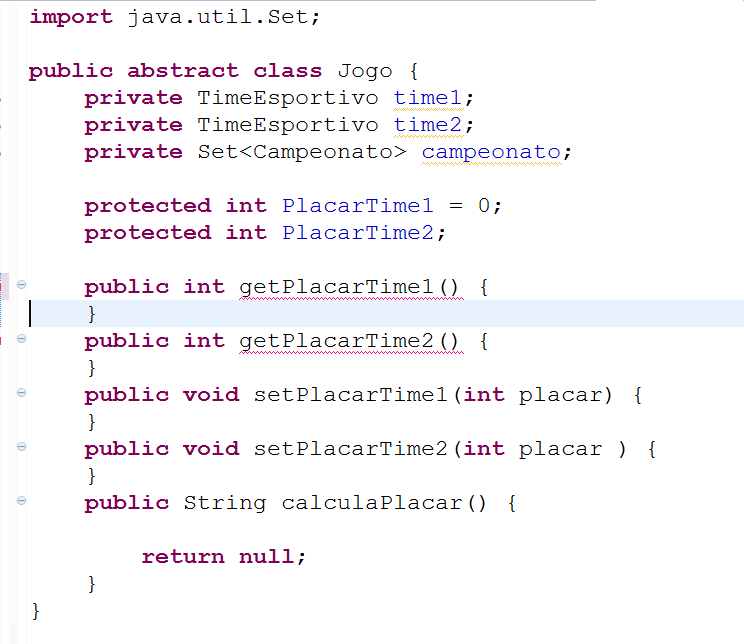 import java.util.Set;
public abstract class Jogo {
private TimeEsportivo time1;
private TimeEsportivo time2;
private Set<Campeonato> campeonato;
protected int PlacarTime1 = 0;
protected int PlacarTime2;
public int getPlacarTime1() {
}
public int getPlacarTime2() {
}
public void setPlacarTime1(int placar) {
}
public void setPlacarTime2(int placar ) {
}
public String calculaPlacar() {
return null;
}
}